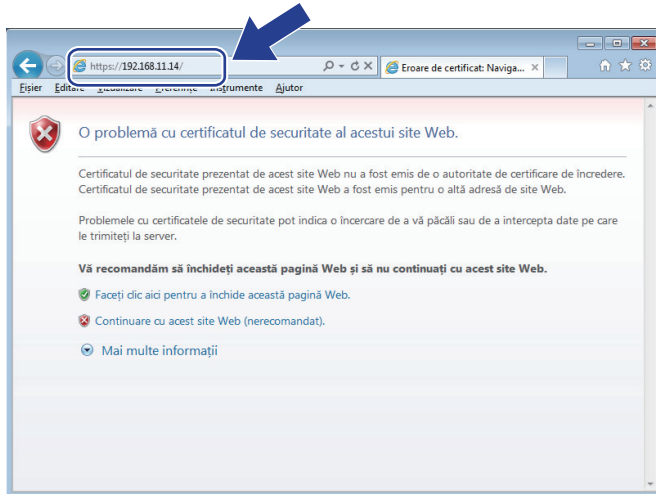 https://192.168.11.14/
Eroare de certificat: Naviga...
Fișier Editare Vizualizare Preferințe Instrumente Ajutor
O problemă cu certificatul de securitate al acestui site Web.
Certificatul de securitate prezentat de acest site Web nu a fost emis de o autoritate de certificare de încredere.
Certificatul de securitate prezentat de acest site Web a fost emis pentru o altă adresă de site Web.
Problemele cu certificatele de securitate pot indica o încercare de a vă păcăli sau de a intercepta date pe care
le trimiteți la server.
Vă recomandăm să închideți această pagină Web și să nu continuați cu acest site Web.
Faceți clic aici pentru a închide această pagină Web.
Continuare cu acest site Web (nerecomandat).
Mai multe informații